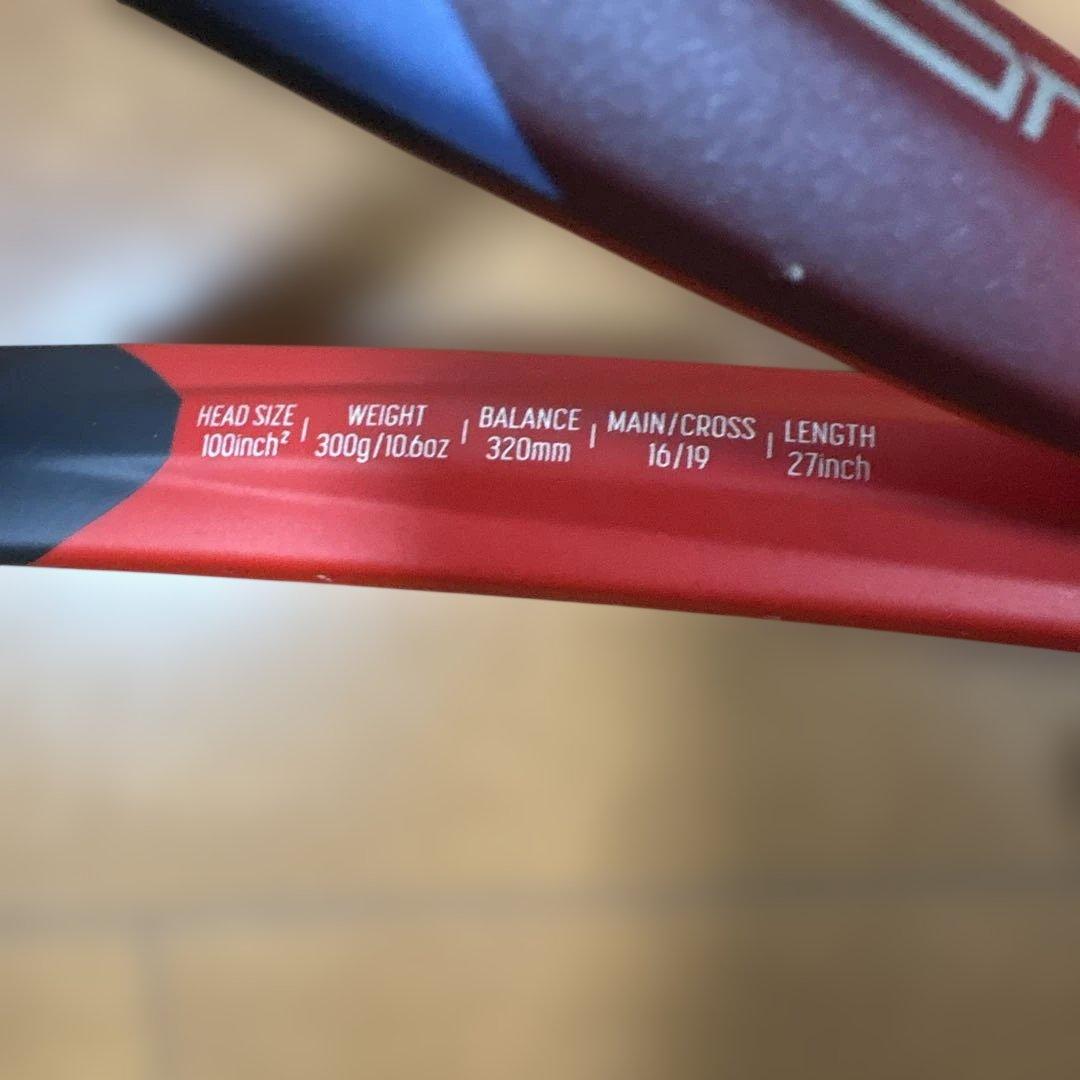 HEAD SIZE | WEIGHT | BALANCE | MAIN/CROSS | LENGTH
100inch² | 300g/10.6oz | 320mm | 16/19 | 27inch